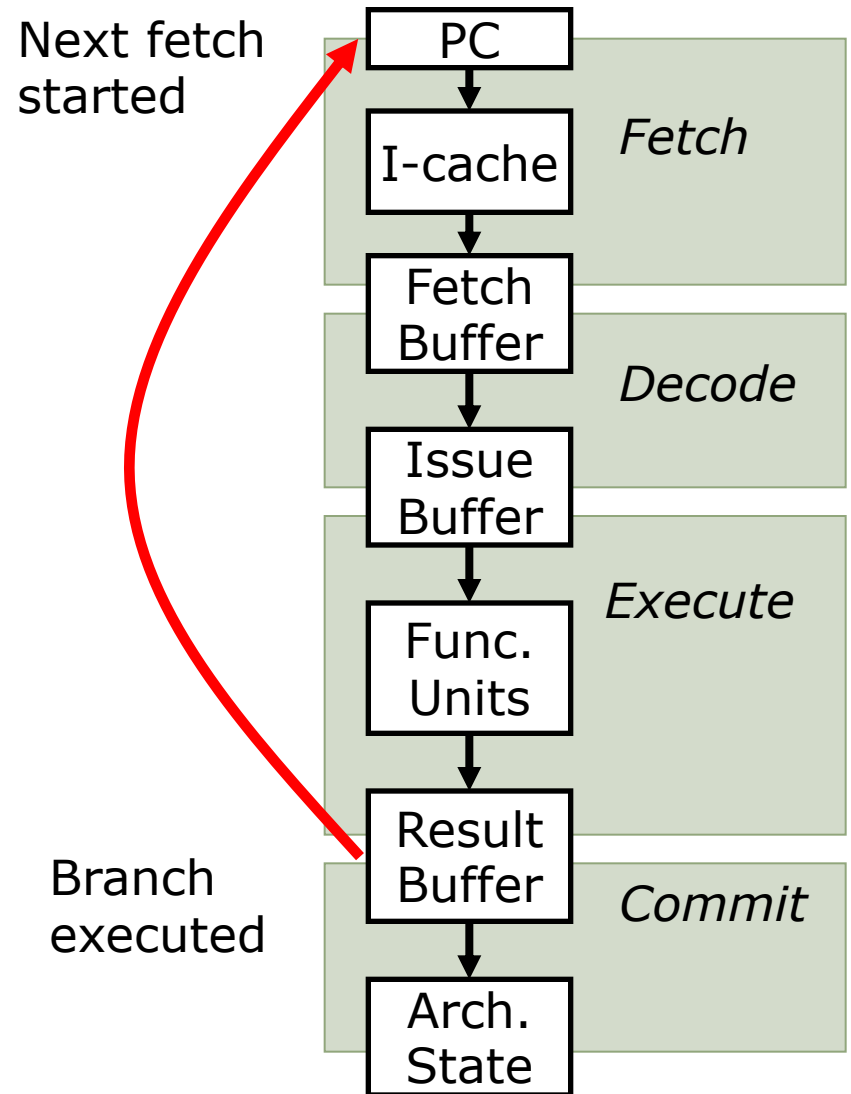 Next fetch
started
PC
Fetch
I-cache
Fetch
Buffer
Decode
Issue
Buffer
Execute
Func.
Units
Result
Buffer
Branch
executed
Commit
Arch.
State